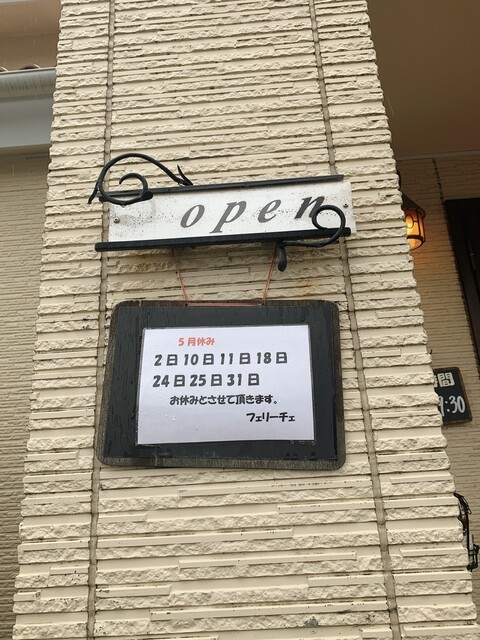 open
5月休み
2日10日11日18日
24日25日31日
お休みとさせて頂きます。
フェリーチェ
間
:30